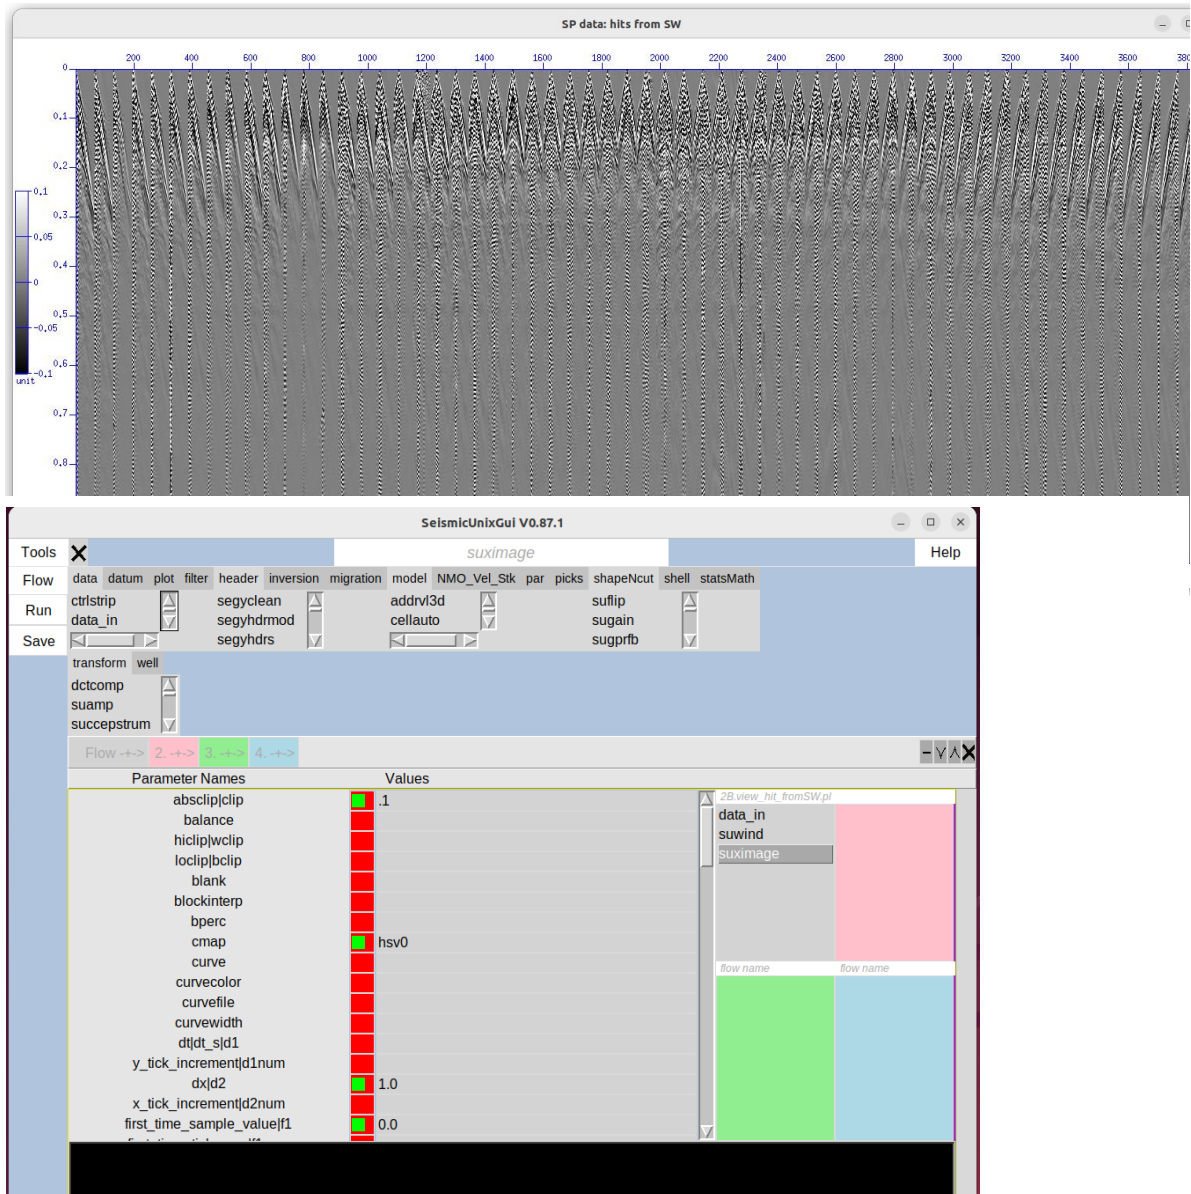 SP data: hits from SW
200 400 600 800 1000 1200 1400 1600 1800 2000 2200 2400 2600 2800 3000 3200 3400 3600 380
0
0.1
0.2
0.3
0.4
0.5
0.6
0.7
0.8
0.1
0.05
0
-0.05
-0.1
unit
SeismicUnixGui V0.87.1
Tools suximage Help
Flow data datum plot filter header inversion migration model NMO_Vel_Stk par picks shapeNcut shell statsMath
Run
Save
ctrlstrip segyclean addrvl3d suflip
data_in segyhdrmod cellauto sugain
segyhdrs sugprfb
transform well
dctcomp
suamp
succepstrum
Flow -+-> 2. -+-> 3. -+-> 4. -+->
Parameter Names Values
absclip|clip .1
balance
hiclip|wclip
loclip|bclip
blank
blockinterp
bperc
cmap hsv0
curve
curvecolor
curvefile
curvewidth
dt|dt_s|d1
y_tick_increment|d1num
dx|d2 1.0
x_tick_increment|d2num
first_time_sample_value|f1 0.0
2B.view_hit_fromSW.pl
data_in
suwind
suximage
flow name flow name